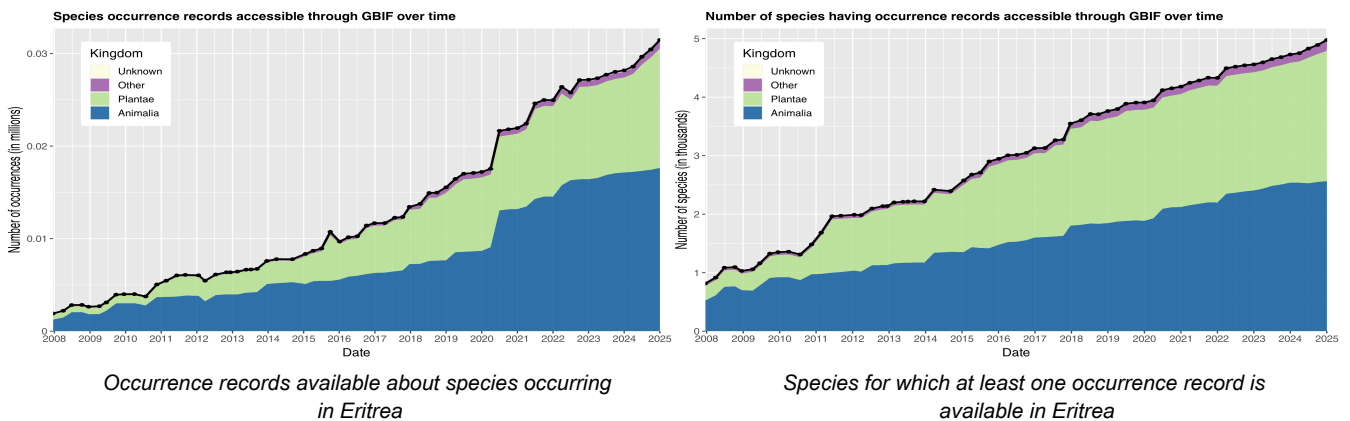 Species occurrence records accessible through GBIF over time
Number of occurrences (in millions)
0.03
0.02
0.01
0
Kingdom
Unknown
Other
Plantae
Animalia
2008 2009 2010 2011 2012 2013 2014 2015 2016 2017 2018 2019 2020 2021 2022 2023 2024 2025
Date
Occurrence records available about species occurring
in Eritrea
Number of species having occurrence records accessible through GBIF over time
Number of species (in thousands)
5
4
3
2
1
0
Kingdom
Unknown
Other
Plantae
Animalia
2008 2009 2010 2011 2012 2013 2014 2015 2016 2017 2018 2019 2020 2021 2022 2023 2024 2025
Date
Species for which at least one occurrence record is
available in Eritrea